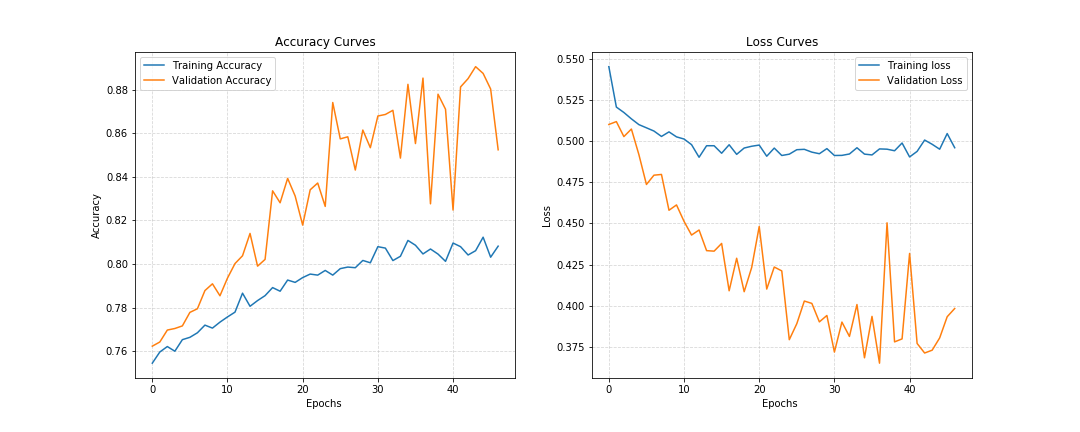 Accuracy Curves
Training Accuracy
Validation Accuracy
0.88
0.86
0.84
0.82
0.80
0.78
0.76
Accuracy
0 10 20 30 40
Epochs
Loss Curves
Training loss
Validation Loss
0.550
0.525
0.500
0.475
0.450
0.425
0.400
0.375
Loss
0 10 20 30 40
Epochs